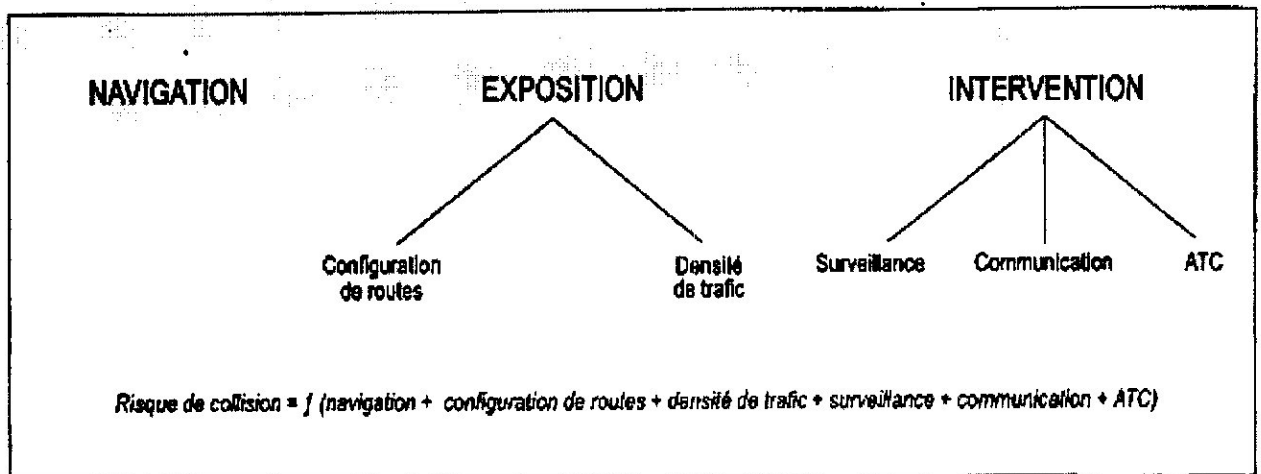 NAVIGATION EXPOSITION INTERVENTION
Configuration de routes
Densité de trafic
Surveillance Communication ATC
Risque de collision = f (navigation + configuration de routes + densité de trafic + surveillance + communication + ATC)